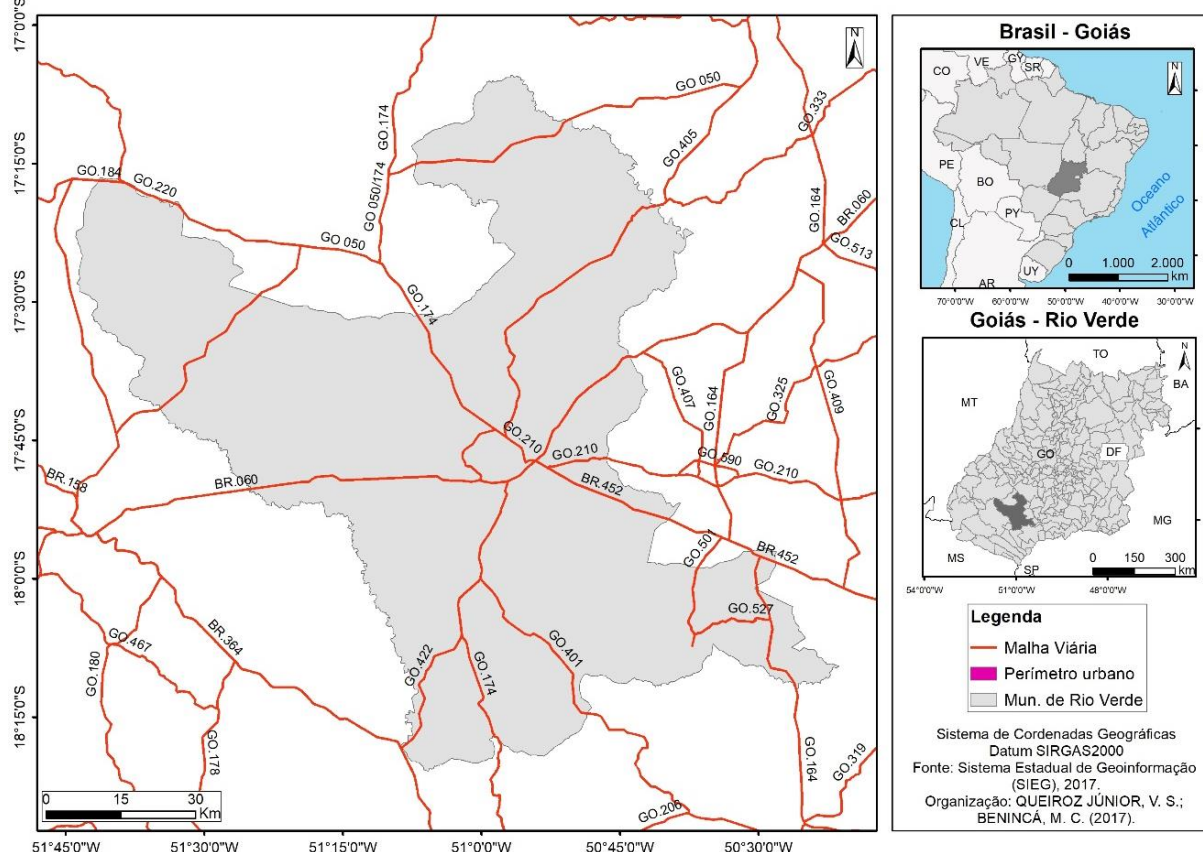 17°0'0"S
17°15'0"S
17°30'0"S
17°45'0"S
18°0'0"S
18°15'0"S
51°45'0"W
51°30'0"W
51°15'0"W
51°0'0"W
50°45'0"W
50°30'0"W
N
GO 050
GO.174
GO.333
GO.405
GO.184
GO.220
GO 050/174
GO.164
BR.060
GO 050
GO.513
GO.174
GO.407
GO.164
GO.325
GO.409
GO.210
GO.210
GO.590
GO.210
BR.158
BR.060
BR.452
GO.501
BR.452
GO.527
GO.467
BR.364
GO.180
GO.422
GO.174
GO.401
GO.178
GO.164
GO.319
GO.206
0 15 30
Km
Brasil - Goiás
N
CO
VE
GY
SR
PE
BO
PY
CL
UY
AR
Oceano
Atlântico
0 1.000 2.000
km
70°0'0"W 60°0'0"W 50°0'0"W 40°0'0"W 30°0'0"W
Goiás - Rio Verde
N
TO
BA
MT
GO
DF
MG
MS
SP
0 150 300
km
54°0'0"W 51°0'0"W 48°0'0"W
Legenda
Malha Viária
Perímetro urbano
Mun. de Rio Verde
Sistema de Cordenadas Geográficas
Datum SIRGAS2000
Fonte: Sistema Estadual de Geoinformação
(SIEG), 2017.
Organização: QUEIROZ JÚNIOR, V. S.;
BENINCÁ, M. C. (2017).